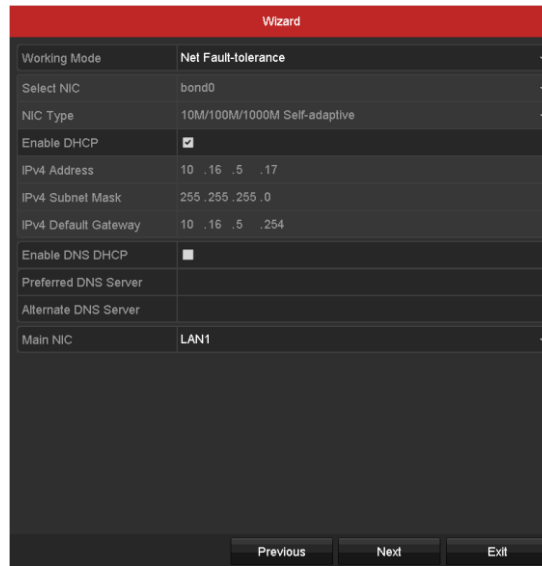 Wizard
Working Mode Net Fault-tolerance
Select NIC bond0
NIC Type 10M/100M/1000M Self-adaptive
Enable DHCP
IPv4 Address 10 .16 .5 .17
IPv4 Subnet Mask 255 .255 .255 .0
IPv4 Default Gateway 10 .16 .5 .254
Enable DNS DHCP
Preferred DNS Server
Alternate DNS Server
Main NIC LAN1
Previous Next Exit